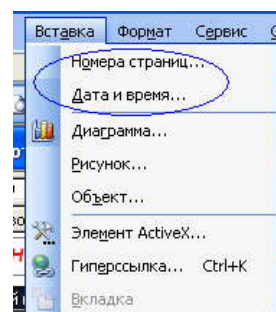 Вставка Формат Сервис
Номера страниц...
Дата и время...
Диаграмма...
Рисунок...
Объект...
Элемент ActiveX...
Гиперссылка... Ctrl+K
Вкладка